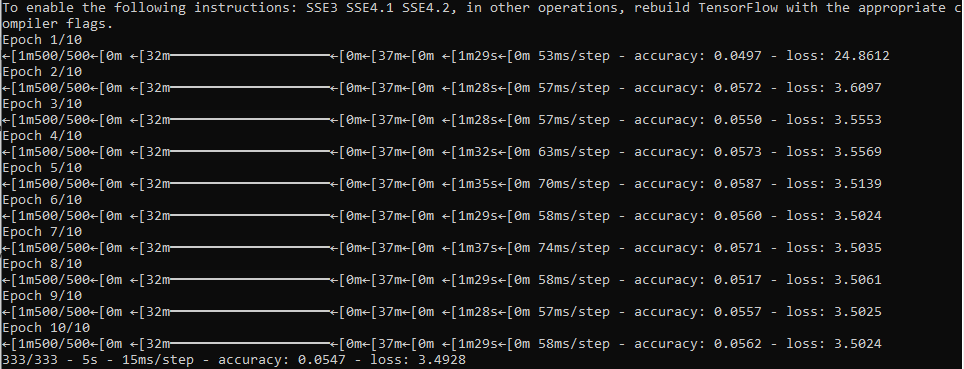 To enable the following instructions: SSE3 SSE4.1 SSE4.2, in other operations, rebuild TensorFlow with the appropriate c
ompiler flags.
Epoch 1/10
←[1m500/500←[0m ←[32m━━━━━━━━━━━━━━━━━━━━←[0m←[37m←[0m ←[1m29s←[0m 53ms/step - accuracy: 0.0497 - loss: 24.8612
Epoch 2/10
←[1m500/500←[0m ←[32m━━━━━━━━━━━━━━━━━━━━←[0m←[37m←[0m ←[1m28s←[0m 57ms/step - accuracy: 0.0572 - loss: 3.6097
Epoch 3/10
←[1m500/500←[0m ←[32m━━━━━━━━━━━━━━━━━━━━←[0m←[37m←[0m ←[1m28s←[0m 57ms/step - accuracy: 0.0550 - loss: 3.5553
Epoch 4/10
←[1m500/500←[0m ←[32m━━━━━━━━━━━━━━━━━━━━←[0m←[37m←[0m ←[1m32s←[0m 63ms/step - accuracy: 0.0573 - loss: 3.5569
Epoch 5/10
←[1m500/500←[0m ←[32m━━━━━━━━━━━━━━━━━━━━←[0m←[37m←[0m ←[1m35s←[0m 70ms/step - accuracy: 0.0587 - loss: 3.5139
Epoch 6/10
←[1m500/500←[0m ←[32m━━━━━━━━━━━━━━━━━━━━←[0m←[37m←[0m ←[1m29s←[0m 58ms/step - accuracy: 0.0560 - loss: 3.5024
Epoch 7/10
←[1m500/500←[0m ←[32m━━━━━━━━━━━━━━━━━━━━←[0m←[37m←[0m ←[1m37s←[0m 74ms/step - accuracy: 0.0571 - loss: 3.5035
Epoch 8/10
←[1m500/500←[0m ←[32m━━━━━━━━━━━━━━━━━━━━←[0m←[37m←[0m ←[1m29s←[0m 58ms/step - accuracy: 0.0517 - loss: 3.5061
Epoch 9/10
←[1m500/500←[0m ←[32m━━━━━━━━━━━━━━━━━━━━←[0m←[37m←[0m ←[1m28s←[0m 57ms/step - accuracy: 0.0557 - loss: 3.5025
Epoch 10/10
←[1m500/500←[0m ←[32m━━━━━━━━━━━━━━━━━━━━←[0m←[37m←[0m ←[1m29s←[0m 58ms/step - accuracy: 0.0562 - loss: 3.5024
333/333 - 5s - 15ms/step - accuracy: 0.0547 - loss: 3.4928